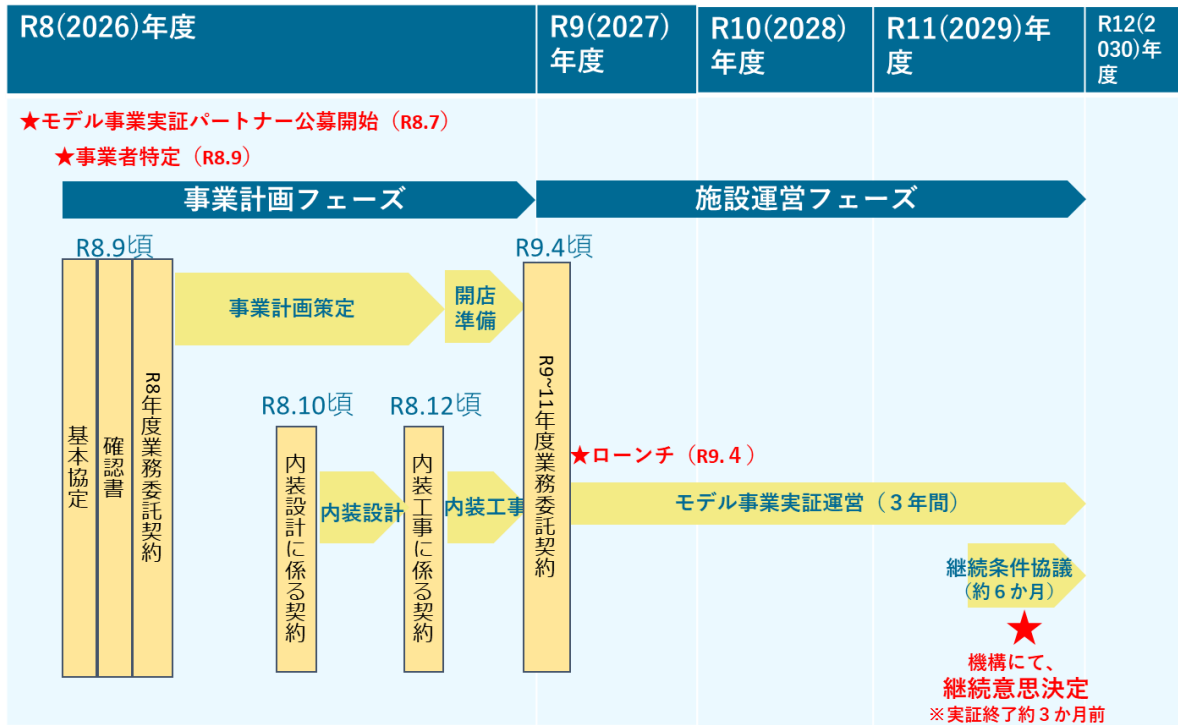 R8(2026)年度
R9(2027)
年度
R10(2028)
年度
R11(2029)年
度
R12(2
030)年
度
★モデル事業実証パートナー公募開始（R8.7）
★事業者特定（R8.9）
事業計画フェーズ
施設運営フェーズ
R8.9頃
R9.4頃
基本協定
確認書
R8年度業務委託契約
事業計画策定
開店
準備
R9~11年度業務委託契約
R8.10頃
R8.12頃
内装設計に係る契約
内装設計
内装工事に係る契約
内装工事
★ローンチ（R9.４）
モデル事業実証運営（３年間）
継続条件協議
（約６か月）
★
機構にて、
継続意思決定
※実証終了約３か月前